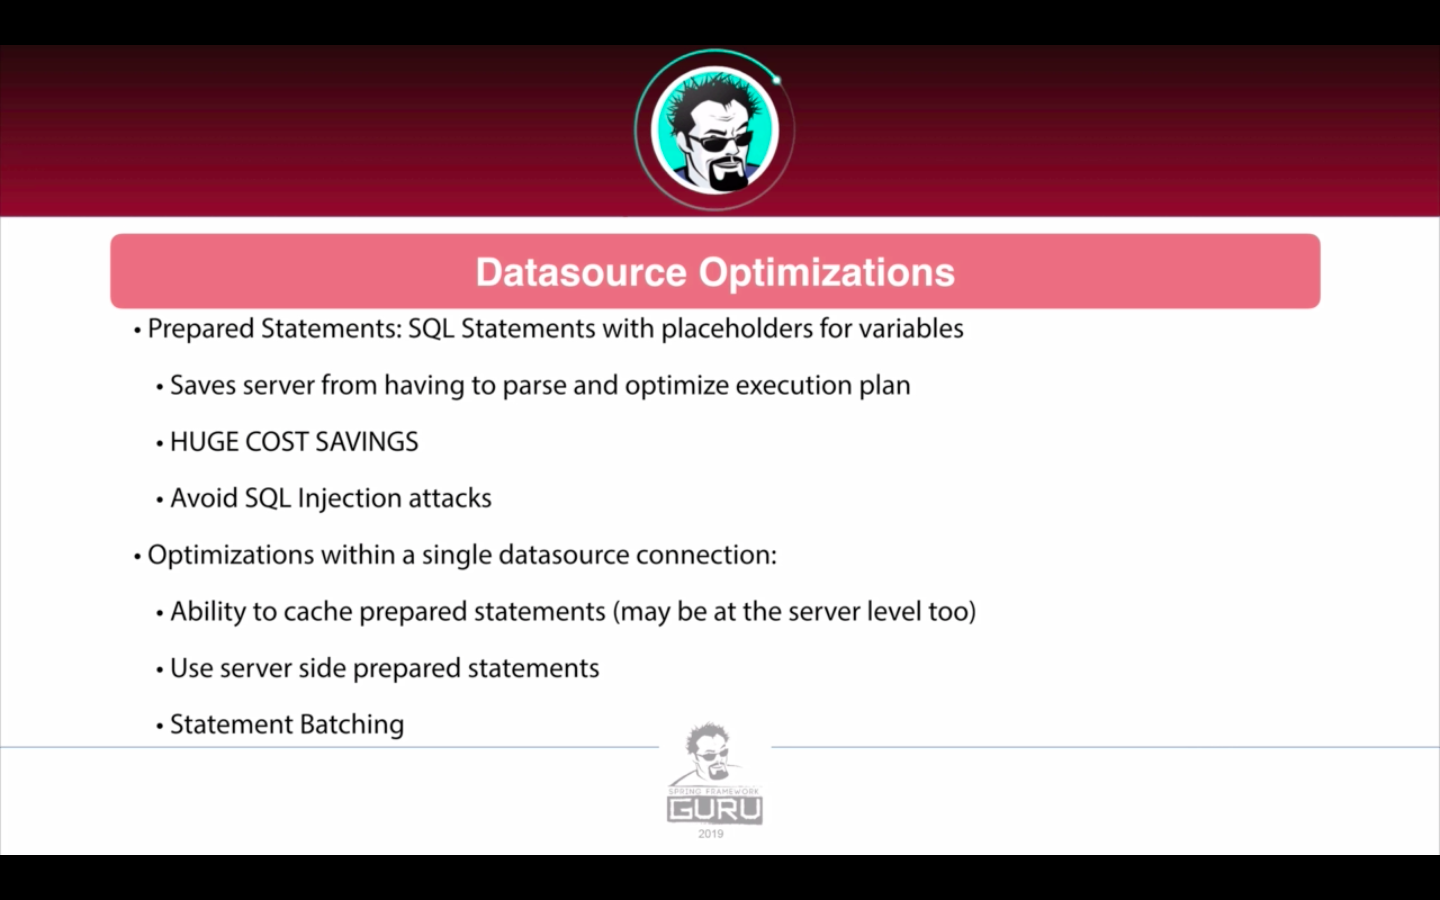 Datasource Optimizations
• Prepared Statements: SQL Statements with placeholders for variables
• Saves server from having to parse and optimize execution plan
• HUGE COST SAVINGS
• Avoid SQL Injection attacks
• Optimizations within a single datasource connection:
• Ability to cache prepared statements (may be at the server level too)
• Use server side prepared statements
• Statement Batching
SPRING FRAMEWORK
GURU
2019